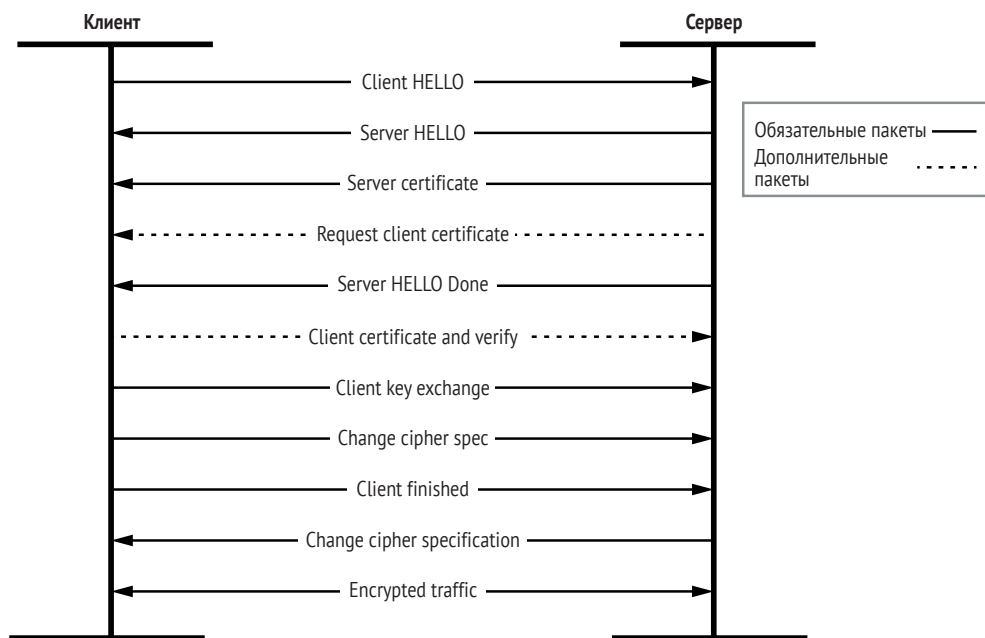 Клиент
Сервер
Client HELLO
Server HELLO
Server certificate
Request client certificate
Server HELLO Done
Client certificate and verify
Client key exchange
Change cipher spec
Client finished
Change cipher specification
Encrypted traffic
Обязательные пакеты
Дополнительные
пакеты